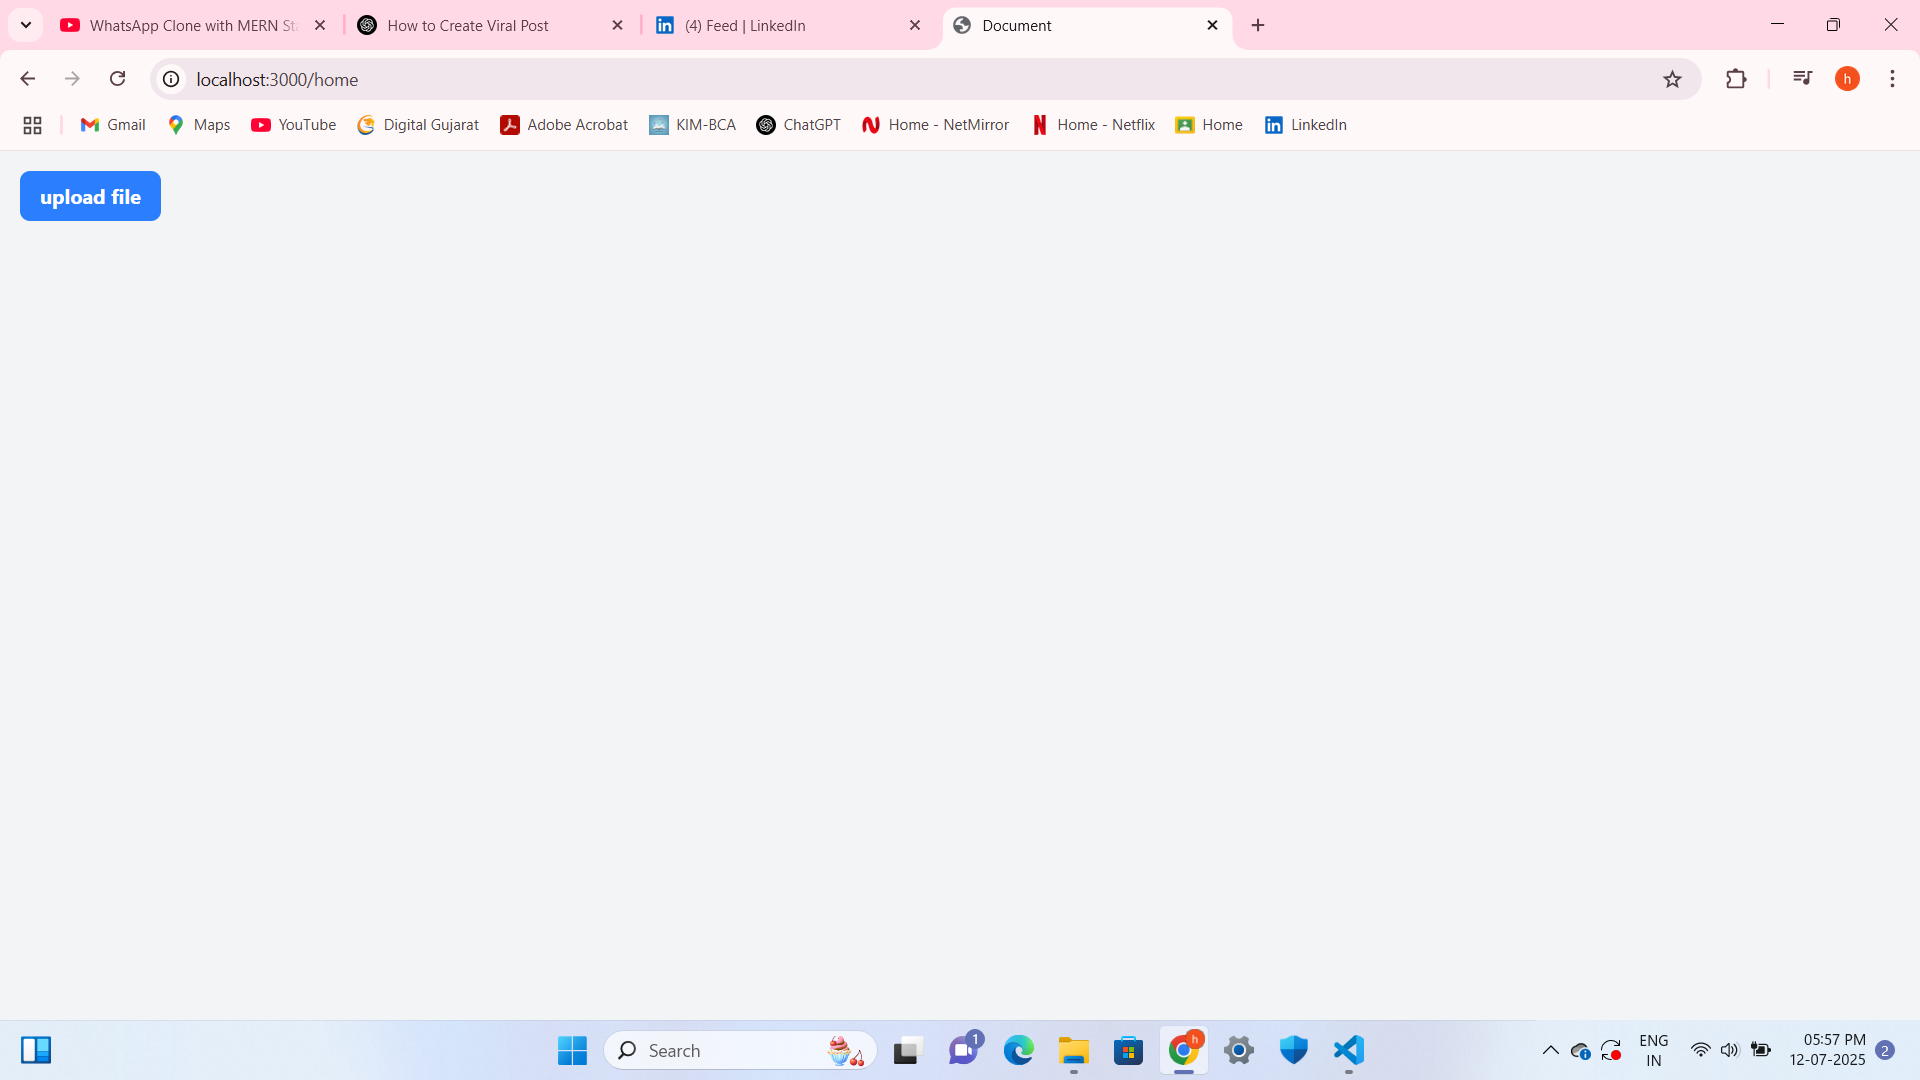 WhatsApp Clone with MERN Sta
How to Create Viral Post
(4) Feed | LinkedIn
Document
localhost:3000/home
h
Gmail
Maps
YouTube
Digital Gujarat
Adobe Acrobat
KIM-BCA
ChatGPT
Home - NetMirror
Home - Netflix
Home
LinkedIn
upload file
Search
1
h
ENG
IN
05:57 PM
12-07-2025
2